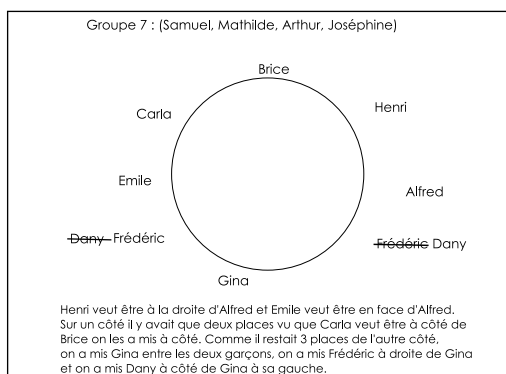 Groupe 7 : (Samuel, Mathilde, Arthur, Joséphine)
Brice
Carla
Henri
Emile
Alfred
Dany Frédéric
Frédéric Dany
Gina
Henri veut être à la droite d'Alfred et Emile veut être en face d'Alfred.
Sur un côté il y avait que deux places vu que Carla veut être à côté de
Brice on les a mis à côté. Comme il restait 3 places de l'autre côté,
on a mis Gina entre les deux garçons, on a mis Frédéric à droite de Gina
et on a mis Dany à côté de Gina à sa gauche.